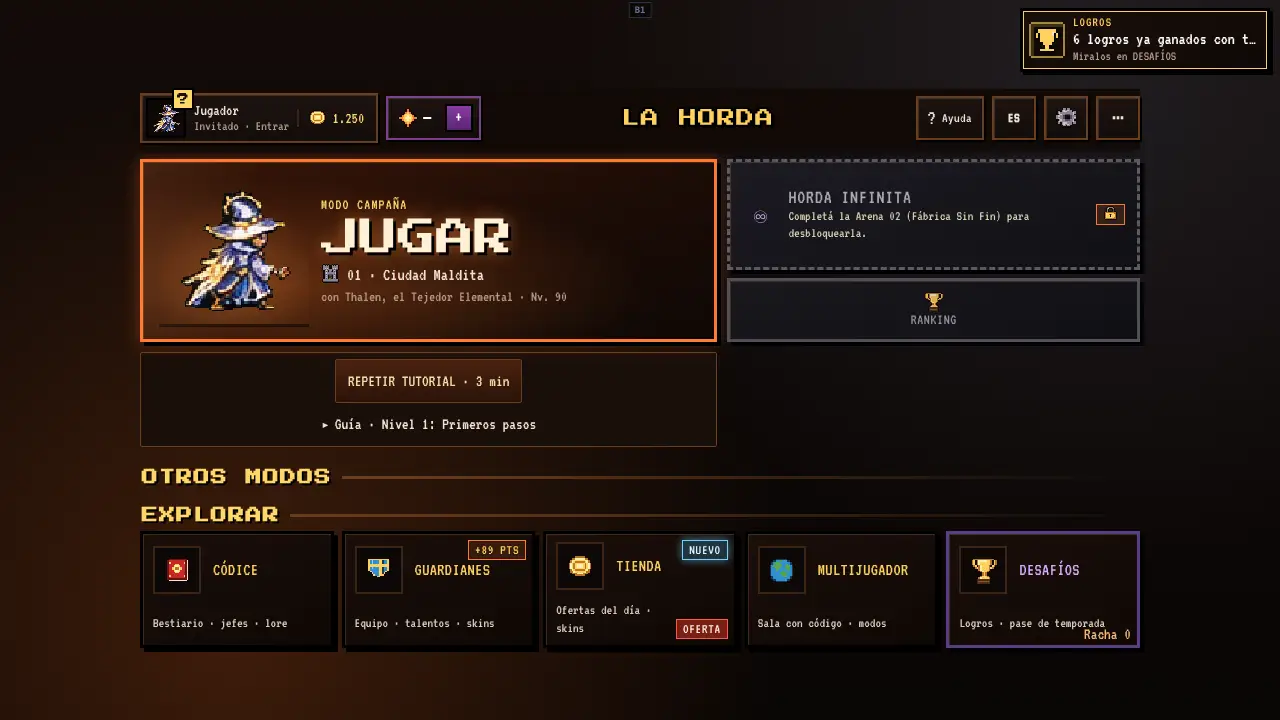 B1
LOGROS
6 logros ya ganados con t…
Miralos en DESAFÍOS
?
Jugador
Invitado · Entrar
1.250
—
+
LA HORDA
? Ayuda
ES
⋯
MODO CAMPAÑA
JUGAR
01 · Ciudad Maldita
con Thalen, el Tejedor Elemental · Nv. 90
HORDA INFINITA
Completá la Arena 02 (Fábrica Sin Fin) para
desbloquearla.
RANKING
REPETIR TUTORIAL · 3 min
▸ Guía · Nivel 1: Primeros pasos
OTROS MODOS
EXPLORAR
CÓDICE
Bestiario · jefes · lore
+89 PTS
GUARDIANES
Equipo · talentos · skins
NUEVO
TIENDA
Ofertas del día ·
skins
OFERTA
MULTIJUGADOR
Sala con código · modos
DESAFÍOS
Logros · pase de temporada
Racha 0